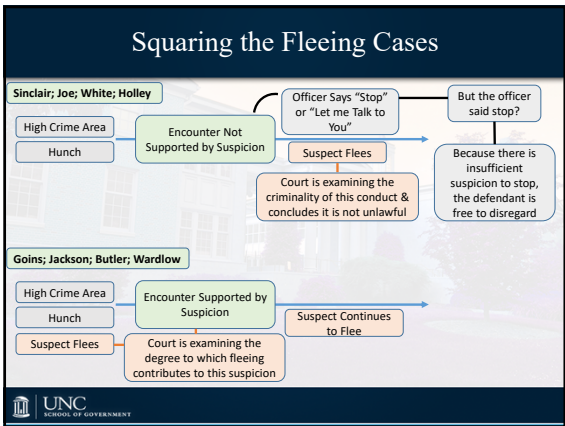 Squaring the Fleeing Cases
Sinclair; Joe; White; Holley
High Crime Area
Hunch
Encounter Not
Supported by Suspicion
Officer Says “Stop”
or “Let me Talk to
You”
Suspect Flees
Court is examining the
criminality of this conduct &
concludes it is not unlawful
But the officer
said stop?
Because there is
insufficient
suspicion to stop,
the defendant is
free to disregard
Goins; Jackson; Butler; Wardlow
High Crime Area
Hunch
Suspect Flees
Encounter Supported by
Suspicion
Court is examining the
degree to which fleeing
contributes to this suspicion
Suspect Continues
to Flee
UNC
SCHOOL OF GOVERNMENT